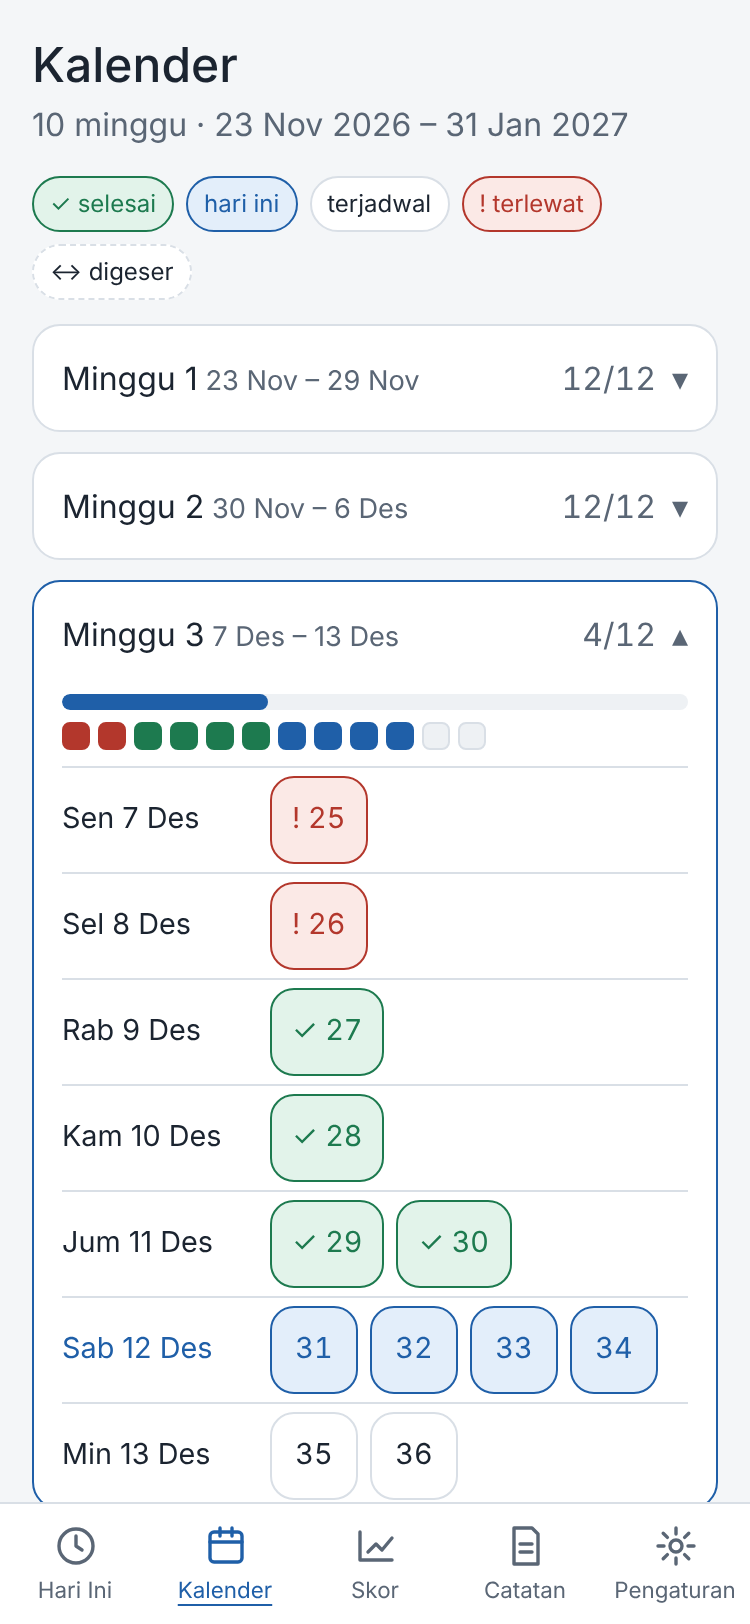 Kalender
10 minggu · 23 Nov 2026 – 31 Jan 2027
✓ selesai hari ini terjadwal ! terlewat
↔ digeser
Minggu 1 23 Nov – 29 Nov 12/12 ▼
Minggu 2 30 Nov – 6 Des 12/12 ▼
Minggu 3 7 Des – 13 Des 4/12 ▲
Sen 7 Des ! 25
Sel 8 Des ! 26
Rab 9 Des ✓ 27
Kam 10 Des ✓ 28
Jum 11 Des ✓ 29 ✓ 30
Sab 12 Des 31 32 33 34
Min 13 Des 35 36
Hari Ini Kalender Skor Catatan Pengaturan